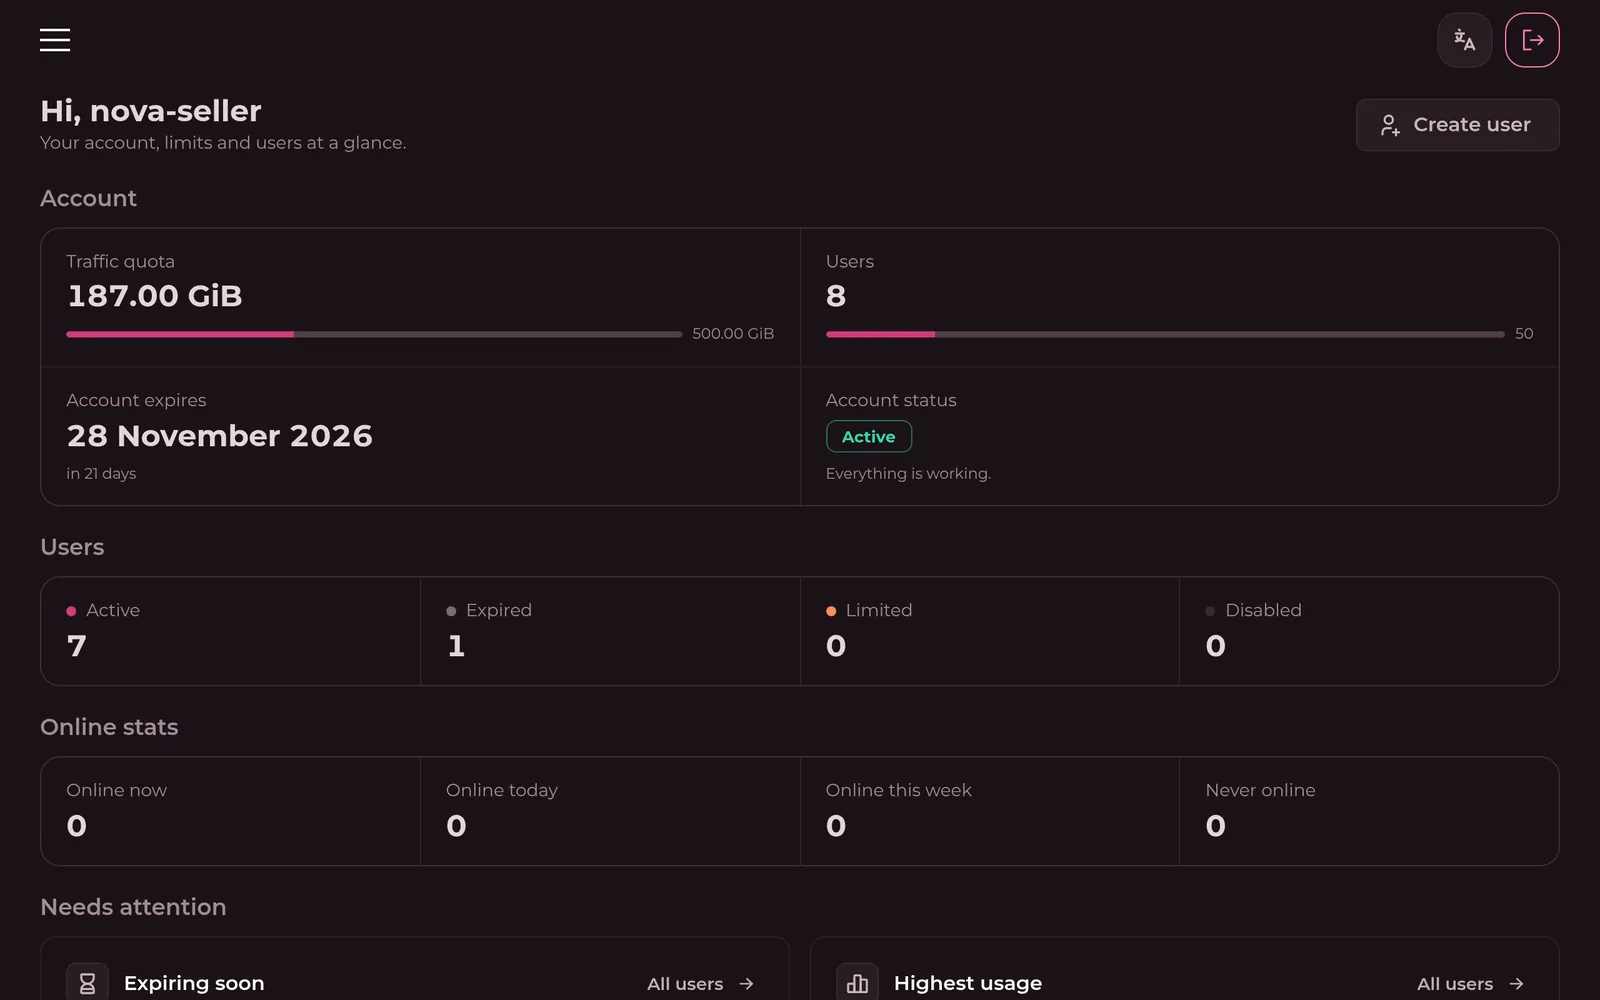 Hi, nova-seller
Your account, limits and users at a glance.
Create user
Account
Traffic quota
187.00 GiB
500.00 GiB
Users
8
50
Account expires
28 November 2026
in 21 days
Account status
Active
Everything is working.
Users
Active
7
Expired
1
Limited
0
Disabled
0
Online stats
Online now
0
Online today
0
Online this week
0
Never online
0
Needs attention
Expiring soon
All users
Highest usage
All users